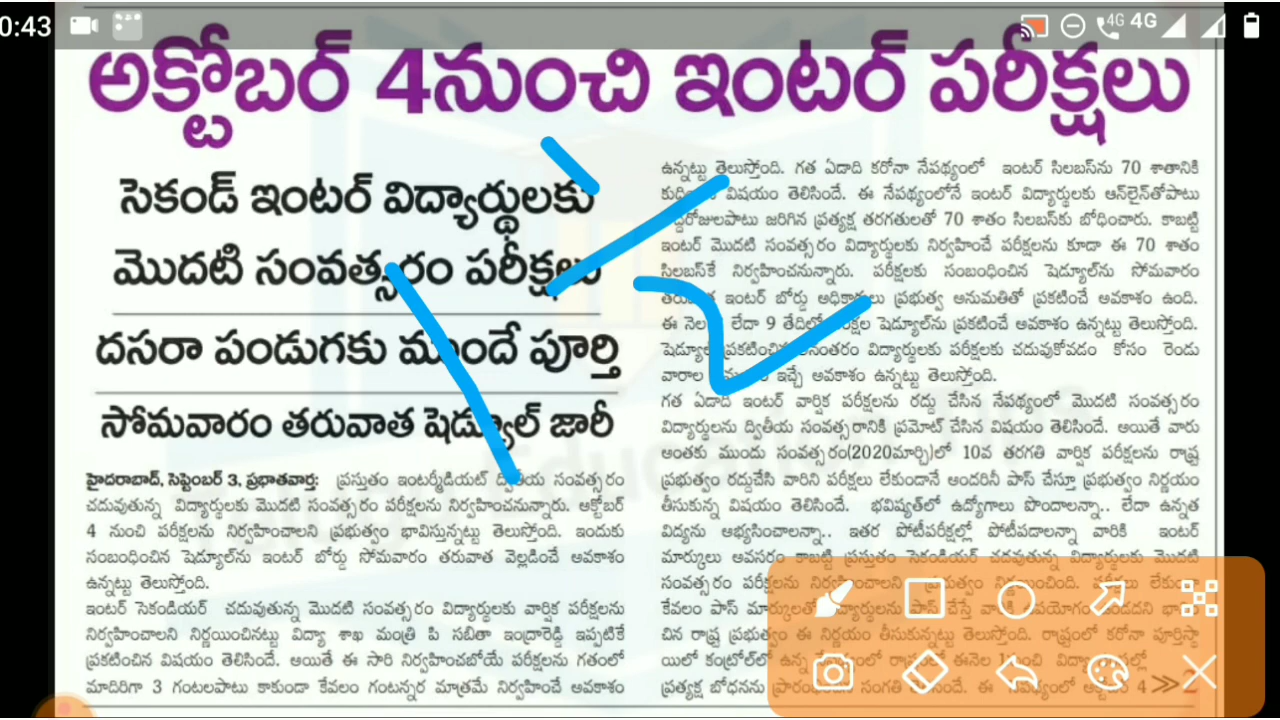 0:43
4G 4G
అక్టోబర్ 4నుంచి ఇంటర్ పరీక్షలు
సెకండ్ ఇంటర్ విద్యార్థులకు
మొదటి సంవత్సరం పరీక్షలు
దసరా పండుగకు ముందే పూర్తి
సోమవారం తరువాత షెడ్యూల్ జారీ
హైదరాబాద్, సెప్టెంబర్ 3, ప్రభాతవార్త: ప్రస్తుతం ఇంటర్మీడియట్ ద్వితీయ సంవత్సరం
చదువుతున్న విద్యార్థులకు మొదటి సంవత్సరం పరీక్షలను నిర్వహించనున్నారు. అక్టోబర్
4 నుంచి పరీక్షలను నిర్వహించాలని ప్రభుత్వం భావిస్తున్నట్టు తెలుస్తోంది. ఇందుకు
సంబంధించిన షెడ్యూల్‌ను ఇంటర్ బోర్డు సోమవారం తరువాత వెల్లడించే అవకాశం
ఉన్నట్టు తెలుస్తోంది.
ఇంటర్ సెకండియర్ చదువుతున్న మొదటి సంవత్సరం విద్యార్థులకు వార్షిక పరీక్షలను
నిర్వహించాలని నిర్ణయించినట్టు విద్యా శాఖ మంత్రి పి సబితా ఇంద్రారెడ్డి ఇప్పటికే
ప్రకటించిన విషయం తెలిసిందే. అయితే ఈ సారి నిర్వహించబోయే పరీక్షలను గతంలో
మాదిరిగా 3 గంటలపాటు కాకుండా కేవలం గంటన్నర మాత్రమే నిర్వహించే అవకాశం
ఉన్నట్టు తెలుస్తోంది. గత ఏడాది కరోనా నేపథ్యంలో ఇంటర్ సిలబస్‌ను 70 శాతానికి
విషయం తెలిసిందే. ఈ నేపథ్యంలోనే ఇంటర్ విద్యార్థులకు ఆన్‌లైన్‌తోపాటు
జరిగిన ప్రత్యక్ష తరగతులతో 70 శాతం సిలబస్‌కు బోధించారు. కాబట్టి
ఇంటర్ మొదటి సంవత్సరం విద్యార్థులకు నిర్వహించే పరీక్షలను కూడా ఈ 70 శాతం
సిలబస్‌కే నిర్వహించనున్నారు. పరీక్షలకు సంబంధించిన షెడ్యూల్‌ను సోమవారం
తరువాత ఇంటర్ బోర్డు అధికారులు ప్రభుత్వ అనుమతితో ప్రకటించే అవకాశం ఉంది.
ఈ నెల లేదా 9 తేదిలో షెడ్యూల్‌ను ప్రకటించే అవకాశం ఉన్నట్టు తెలుస్తోంది.
విద్యార్థులకు పరీక్షలకు చదువుకోవడం కోసం రెండు
వారాల ఇచ్చే అవకాశం ఉన్నట్టు తెలుస్తోంది.
గత ఏడాది ఇంటర్ వార్షిక పరీక్షలను రద్దు చేసిన నేపథ్యంలో మొదటి సంవత్సరం
విద్యార్థులను ద్వితీయ సంవత్సరానికి ప్రమోట్ చేసిన విషయం తెలిసిందే. అయితే వారు
అంతకు ముందు సంవత్సరం(2020మార్చి)లో 10వ తరగతి వార్షిక పరీక్షలను రాష్ట్ర
ప్రభుత్వం రద్దుచేసి వారిని పరీక్షలు లేకుండానే అందరినీ పాస్ చేస్తూ ప్రభుత్వం నిర్ణయం
తీసుకున్న విషయం తెలిసిందే. భవిష్యత్‌లో ఉద్యోగాలు పొందాలన్నా.. లేదా ఉన్నత
విద్యను అభ్యసించాలన్నా.. ఇతర పోటీపరీక్షల్లో పోటీపడాలన్నా వారికి ఇంటర్
మార్కులు అవసరం కాబట్టి ప్రస్తుతం సెకండియర్ చదువుతున్న విద్యార్థులకు మొదటి
సంవత్సరం
కేవలం పాస్
చిన రాష్ట్ర ప్రభుత్వం ఈ నిర్ణయం తీసుకున్నట్టు తెలుస్తోంది. రాష్ట్రంలో కరోనా
ప్రత్యక్ష బోధనను